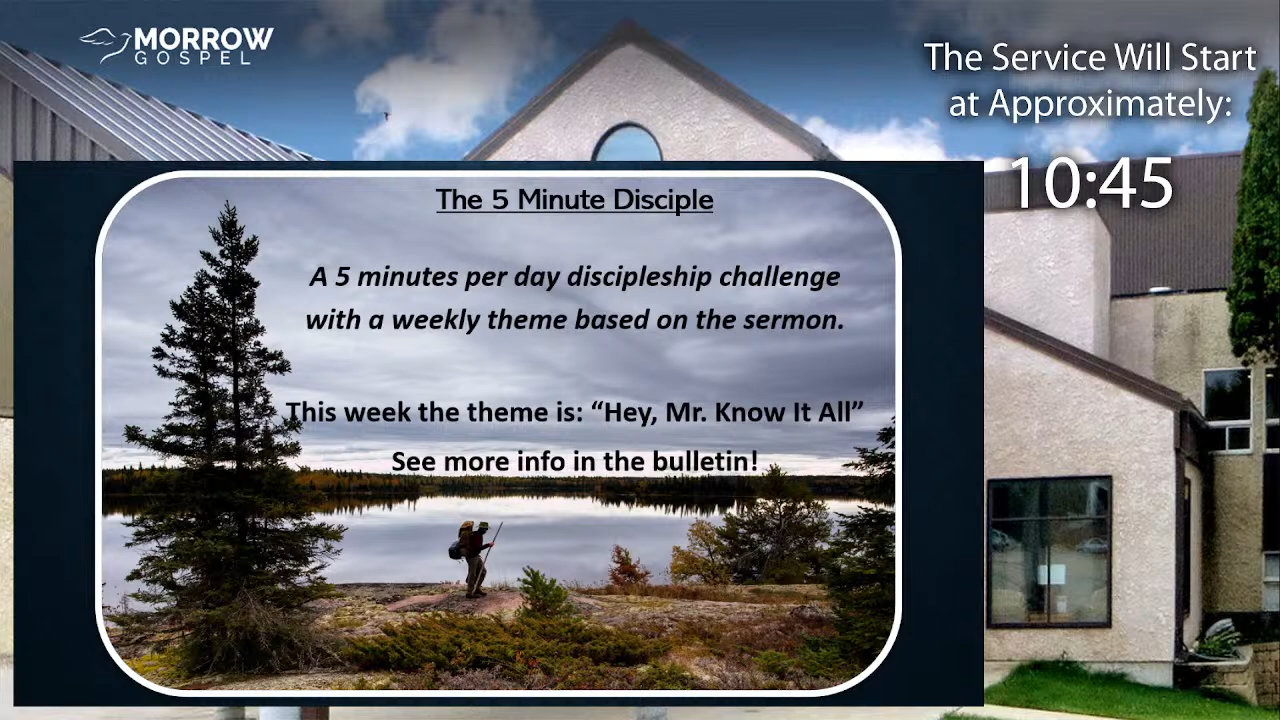 MORROW
GOSPEL
The Service Will Start
at Approximately:
10:45
The 5 Minute Disciple
A 5 minutes per day discipleship challenge
with a weekly theme based on the sermon.
This week the theme is: “Hey, Mr. Know It All”
See more info in the bulletin!